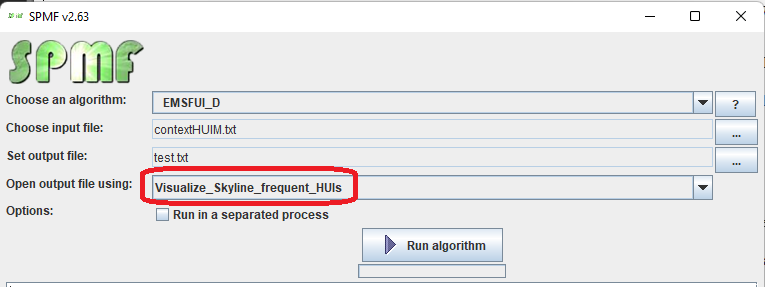 SPMF v2.63
SPMF
Choose an algorithm: EMSFUI_D ?
Choose input file: contextHUIM.txt ...
Set output file: test.txt ...
Open output file using: Visualize_Skyline_frequent_HUIs
Options: Run in a separated process
Run algorithm